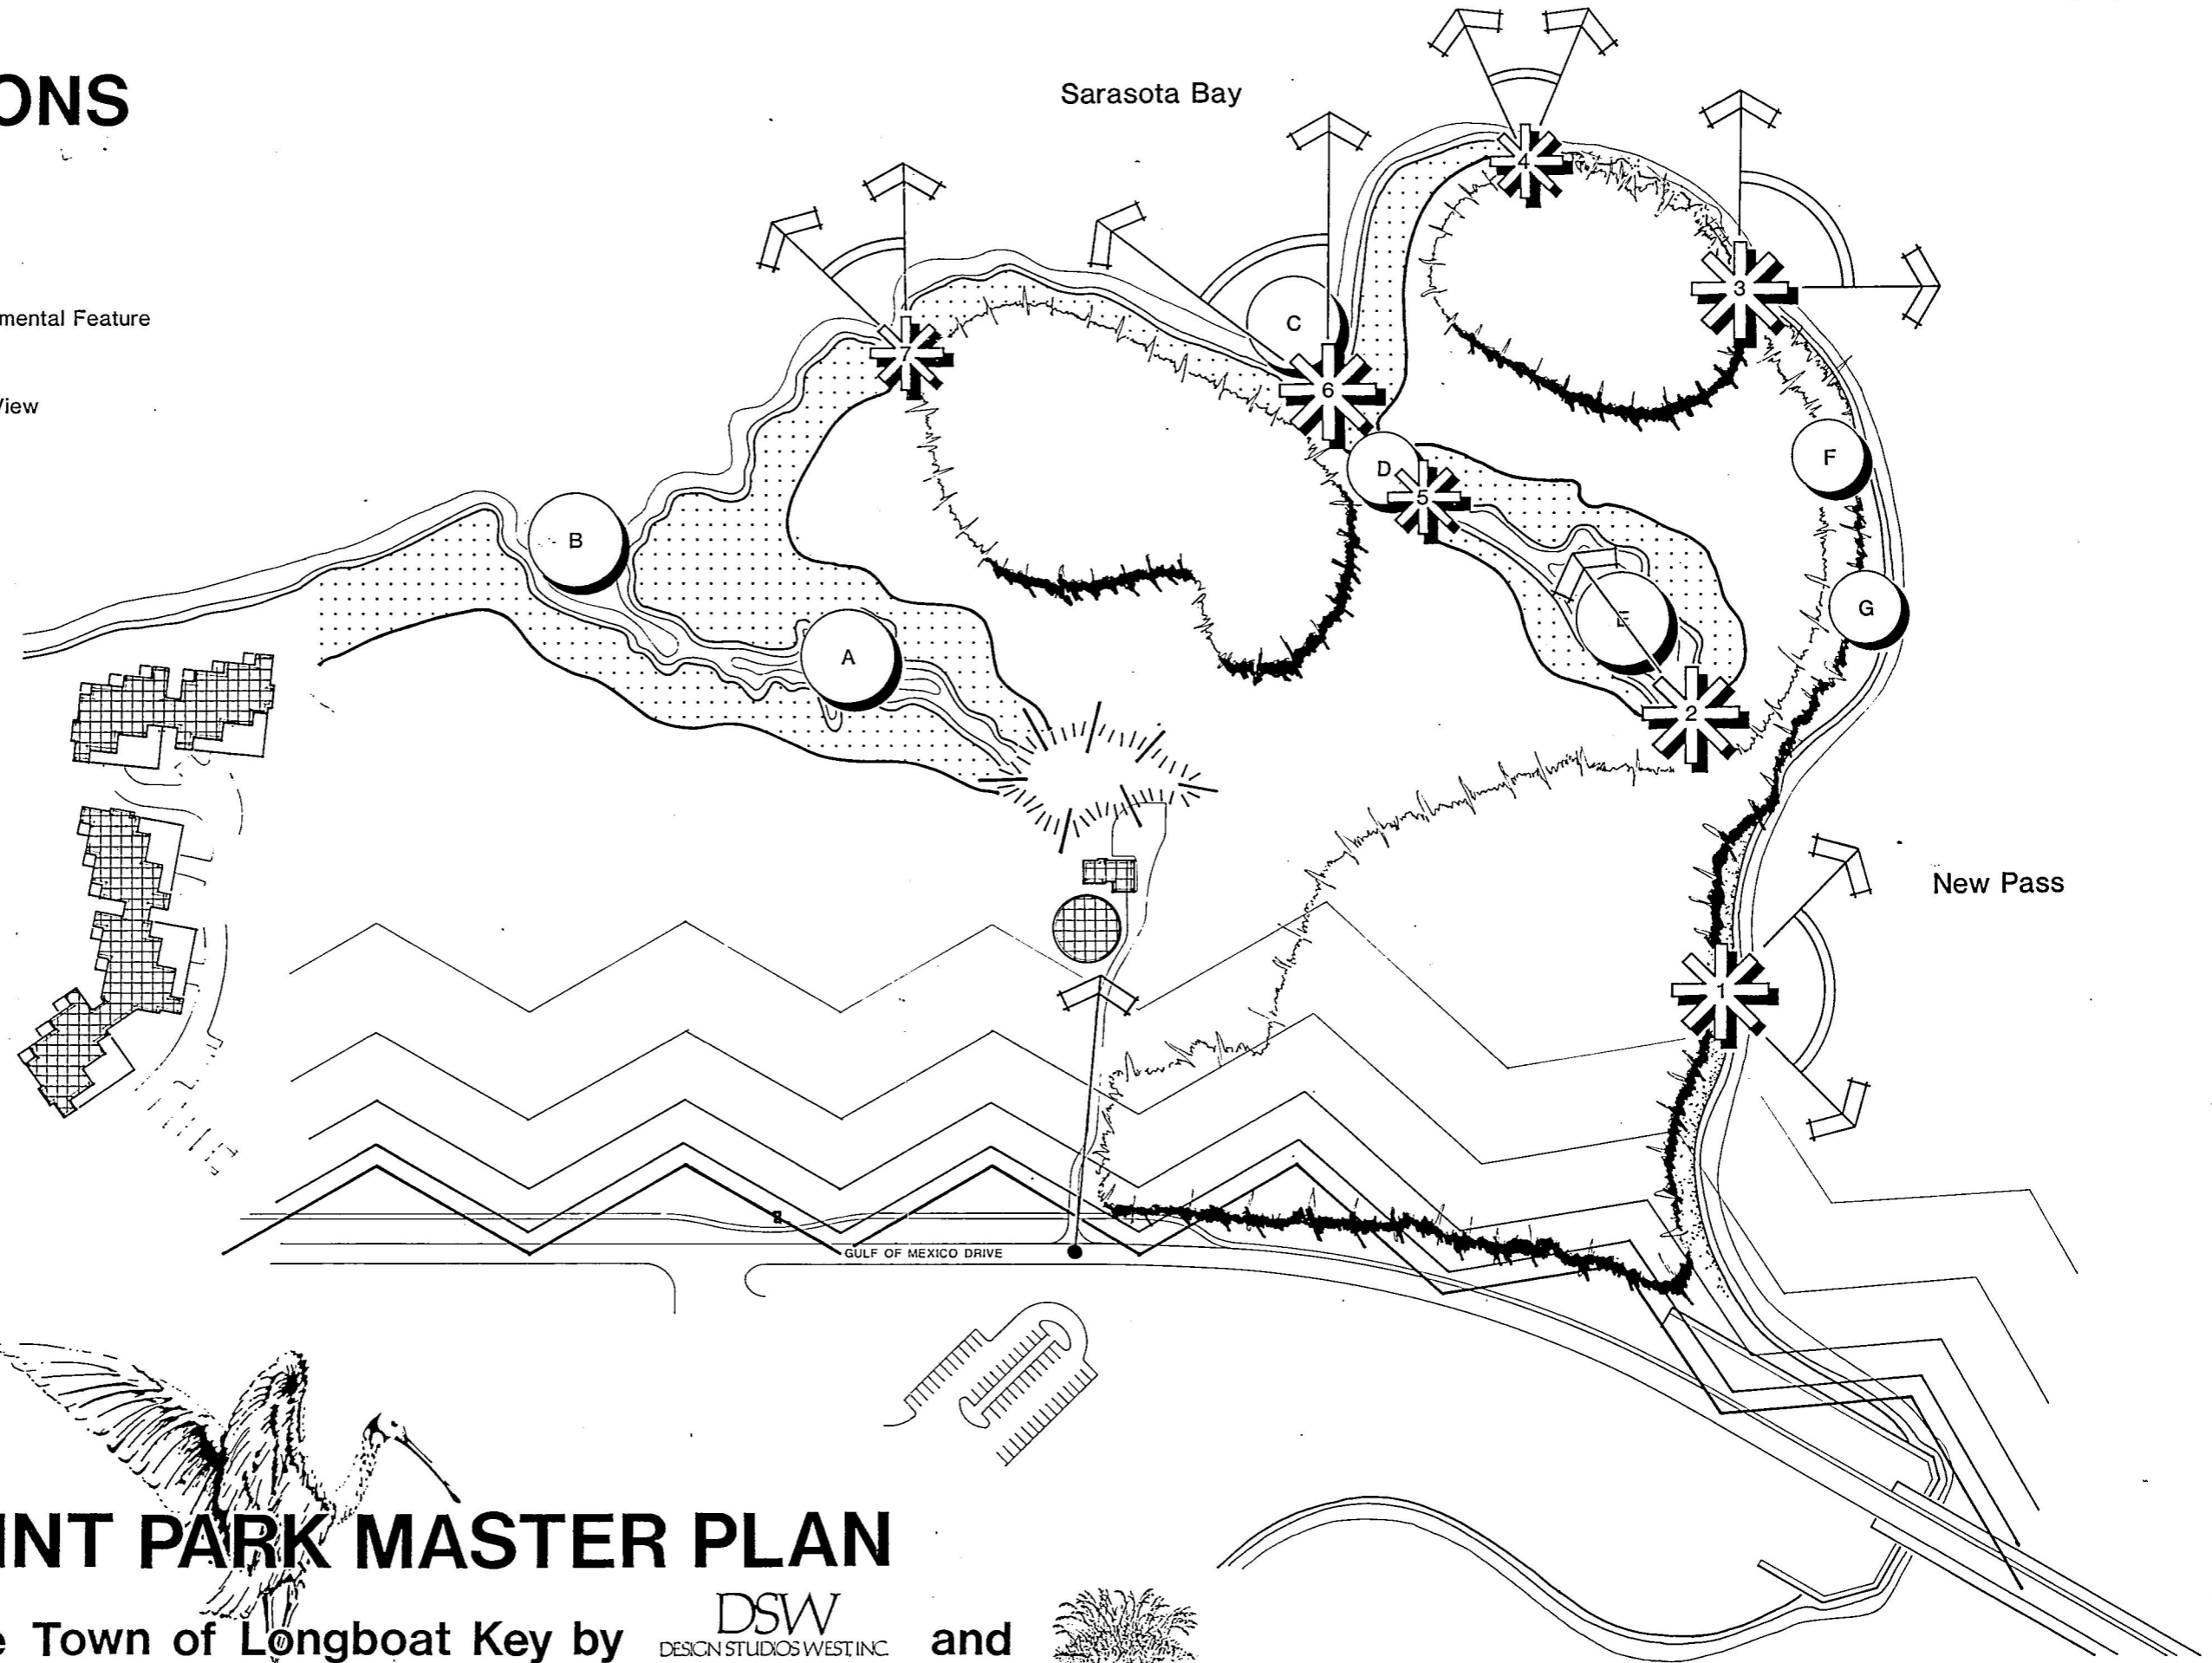 ONS
Sarasota Bay
mental Feature
View
4
3
7
C
6
D
5
F
B
E
G
A
2
New Pass
1
GULF OF MEXICO DRIVE
INT PARK MASTER PLAN
e Town of Longboat Key by
DSW
DESIGN STUDIOS WEST, INC.
and